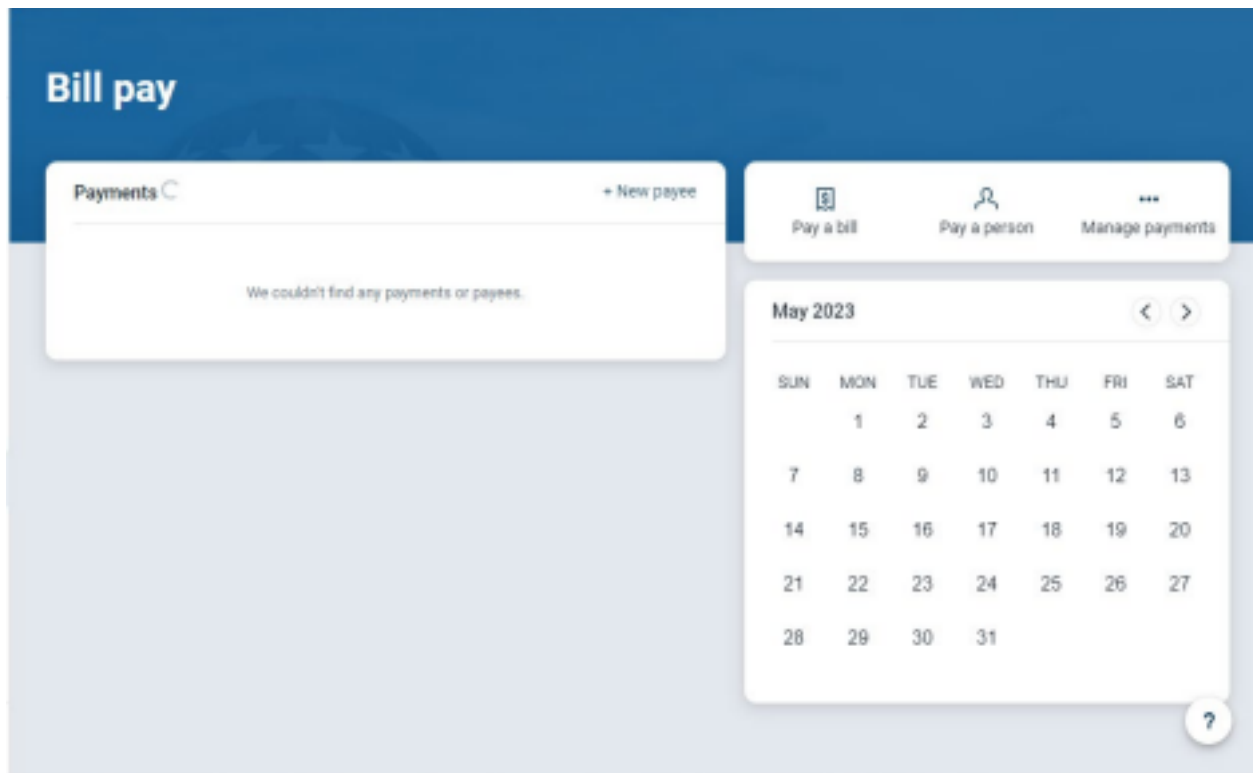 Bill pay
Payments
+ New payee
We couldn't find any payments or payees.
Pay a bill
Pay a person
Manage payments
May 2023
SUN MON TUE WED THU FRI SAT
1 2 3 4 5 6
7 8 9 10 11 12 13
14 15 16 17 18 19 20
21 22 23 24 25 26 27
28 29 30 31
?